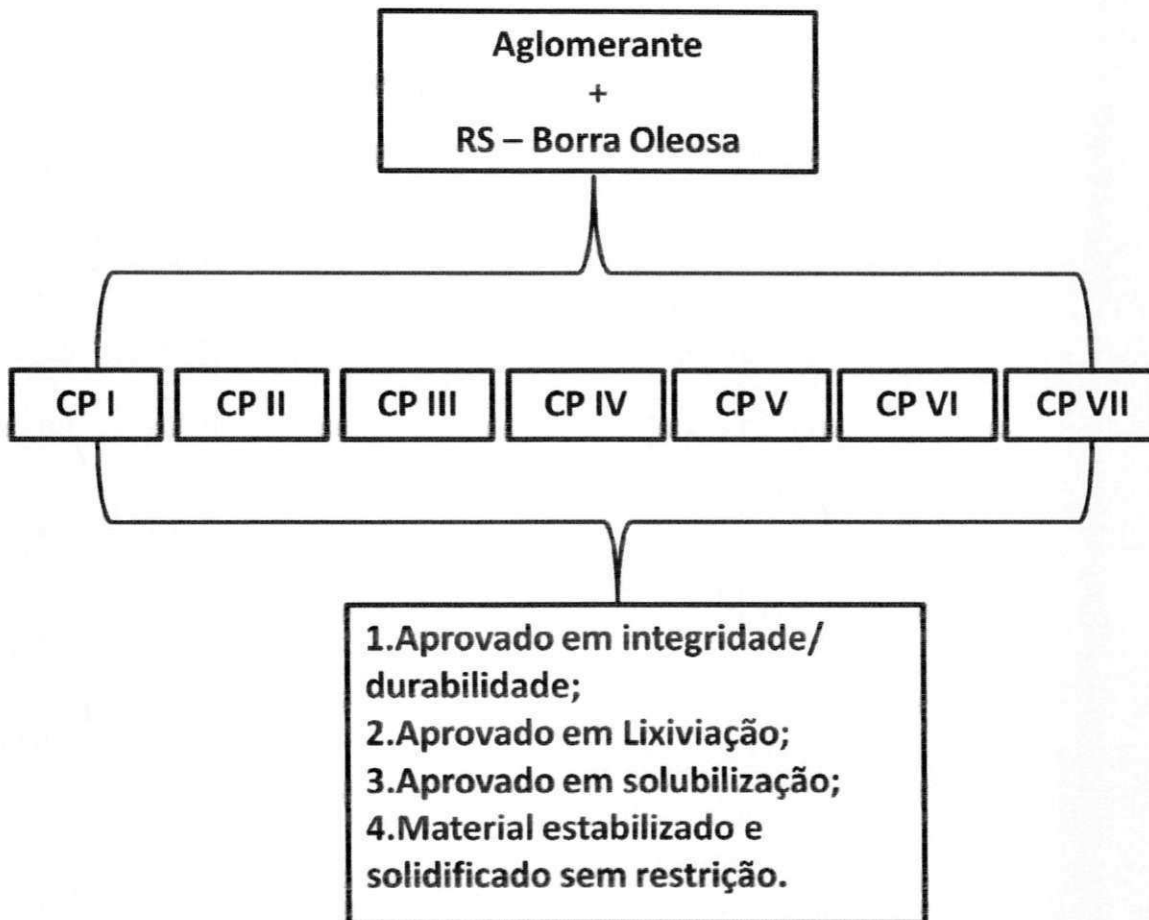 Aglomerante
+
RS – Borra Oleosa
CP I CP II CP III CP IV CP V CP VI CP VII
1.Aprovado em integridade/
durabilidade;
2.Aprovado em Lixiviação;
3.Aprovado em solubilização;
4.Material estabilizado e
solidificado sem restrição.